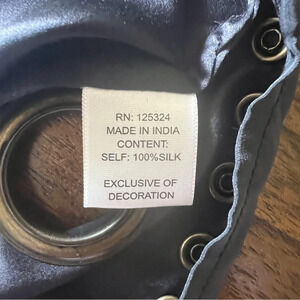 RN: 125324
MADE IN INDIA
CONTENT:
SELF: 100%SILK
EXCLUSIVE OF
DECORATION